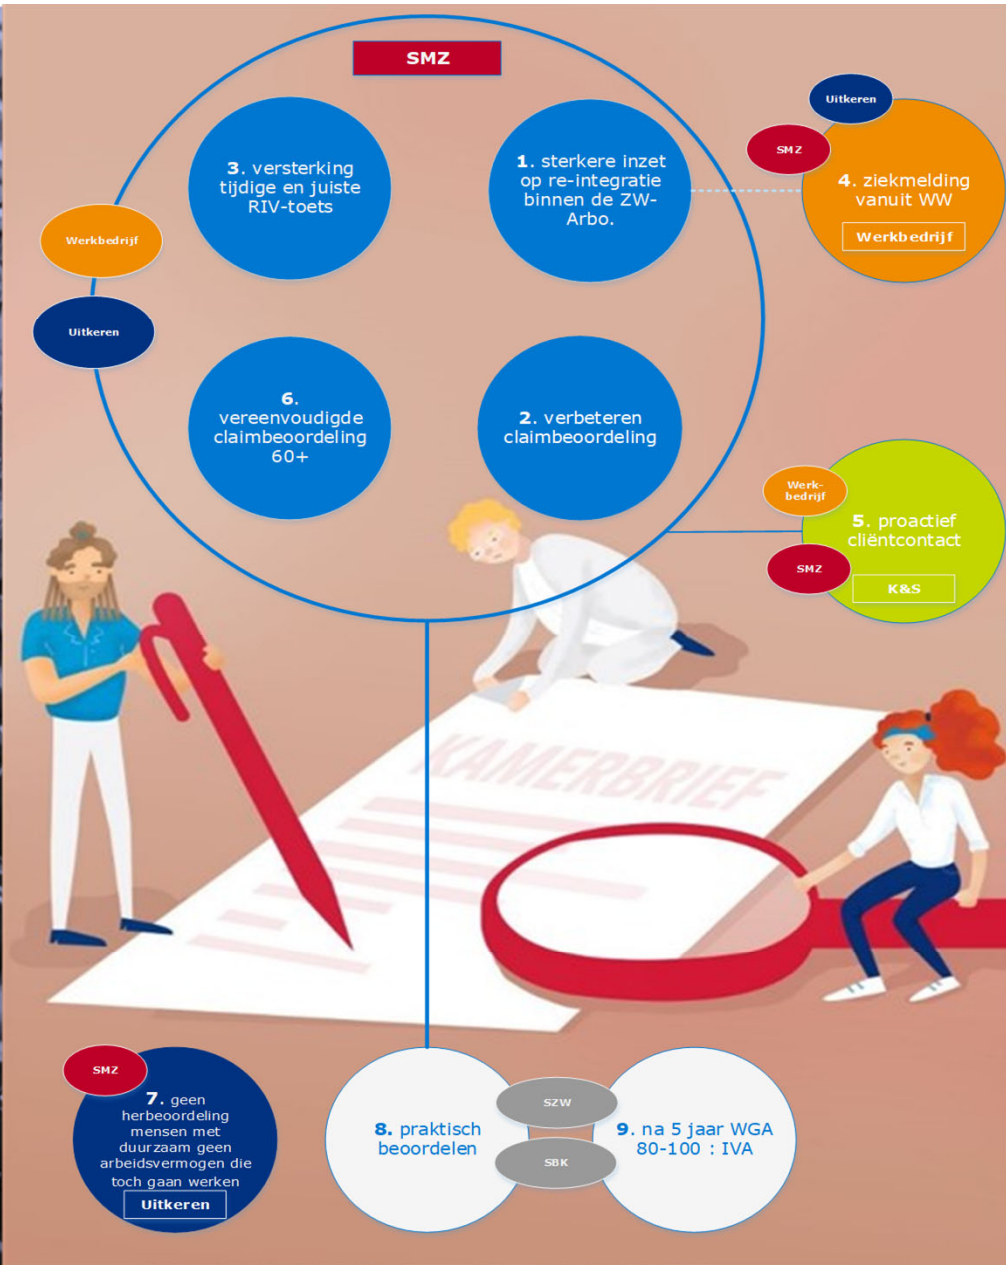 SMZ
3. versterking
tijdige en juiste
RIV-toets
1. sterkere inzet
op re-integratie
binnen de ZW-
Arbo.
Uitkeren
SMZ
4. ziekmelding
vanuit WW
Werkbedrijf
Werkbedrijf
Uitkeren
6.
vereenvoudigde
claimbeoordeling
60+
2. verbeteren
claimbeoordeling
Werk-
bedrijf
5. proactief
cliëntcontact
SMZ
K&S
KAMERBRIEF
SMZ
7. geen
herbeoordeling
mensen met
duurzaam geen
arbeidsvermogen die
toch gaan werken
Uitkeren
8. praktisch
beoordelen
SZW
SBK
9. na 5 jaar WGA
80-100 : IVA